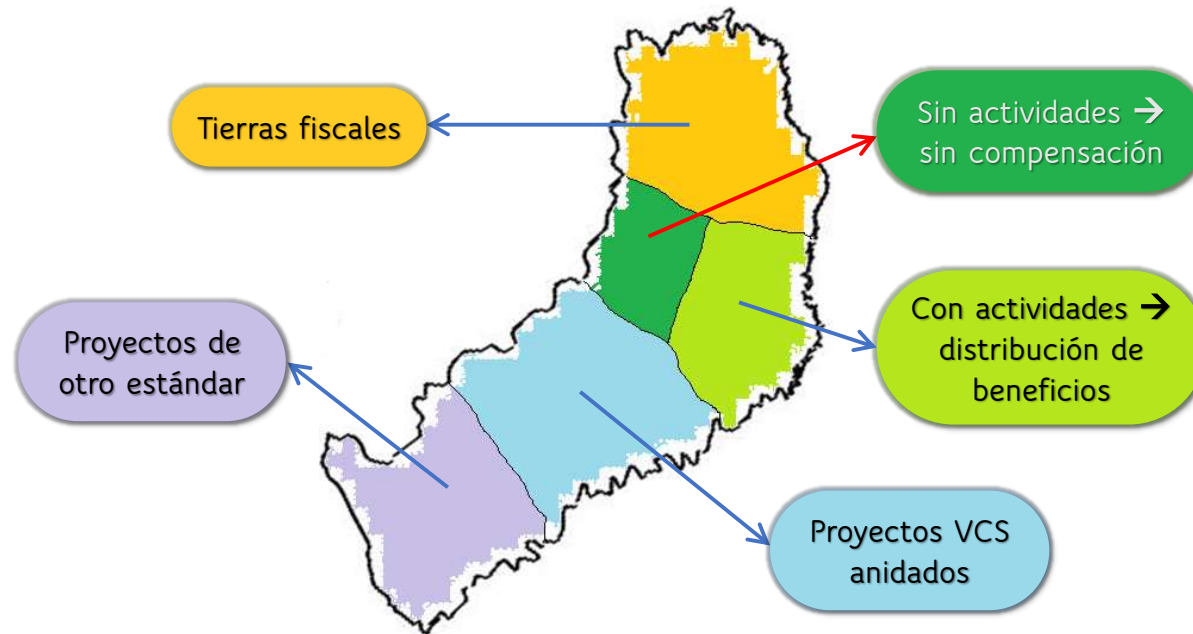 Tierras fiscales
Sin actividades →
sin compensación
Con actividades →
distribución de
beneficios
Proyectos de
otro estándar
Proyectos VCS
anidados